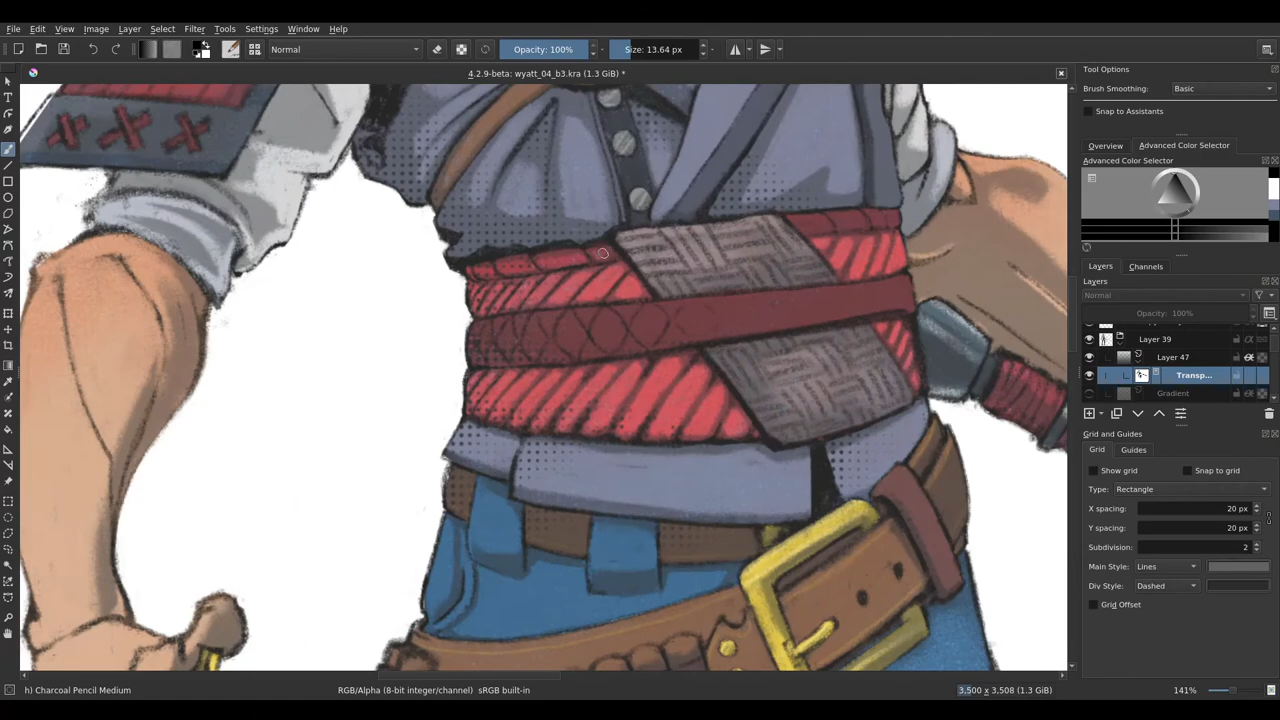 File Edit View Image Layer Select Filter Tools Settings Window Help
Normal Opacity: 100% Size: 13.64 px
4.2.9-beta: wyatt_04_b3.kra (1.3 GiB) *
Tool Options
Brush Smoothing: Basic
Snap to Assistants
Overview Advanced Color Selector
Advanced Color Selector
Layers Channels
Layers
Normal
Opacity: 100%
Layer 39
Layer 47
Transp...
Gradient
Grid and Guides
Grid Guides
Show grid Snap to grid
Type: Rectangle
X spacing: 20 px
Y spacing: 20 px
Subdivision: 2
Main Style: Lines
Div Style: Dashed
Grid Offset
h) Charcoal Pencil Medium RGB/Alpha (8-bit integer/channel) sRGB built-in 3,500 x 3,508 (1.3 GiB) 141%